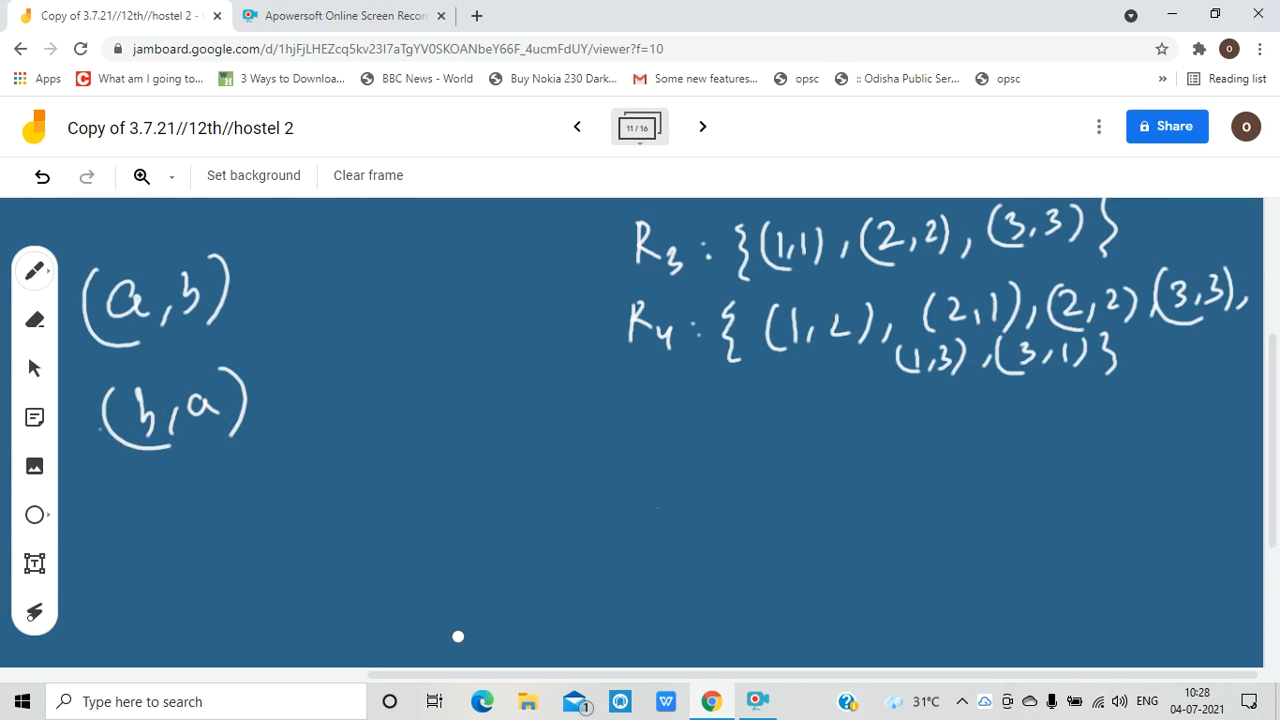 Copy of 3.7.21//12th//hostel 2 -
Apowersoft Online Screen Record
jamboard.google.com/d/1hjFjLHEZcq5kv23I7aTgYV0SKOANbeY66F_4ucmFdUY/viewer?f=10
O
Apps
What am I going to...
3 Ways to Downloa...
BBC News - World
Buy Nokia 230 Dark...
Some new features...
opsc
:: Odisha Public Ser...
opsc
»
Reading list
Copy of 3.7.21//12th//hostel 2
11 / 16
Share
O
Set background
Clear frame
R3 : {(1,1), (2,2), (3,3)}
R4 : {(1,2), (2,1), (2,2), (3,3),
(1,3), (3,1)}
(a,b)
(b,a)
Type here to search
1
31°C
10:28
04-07-2021